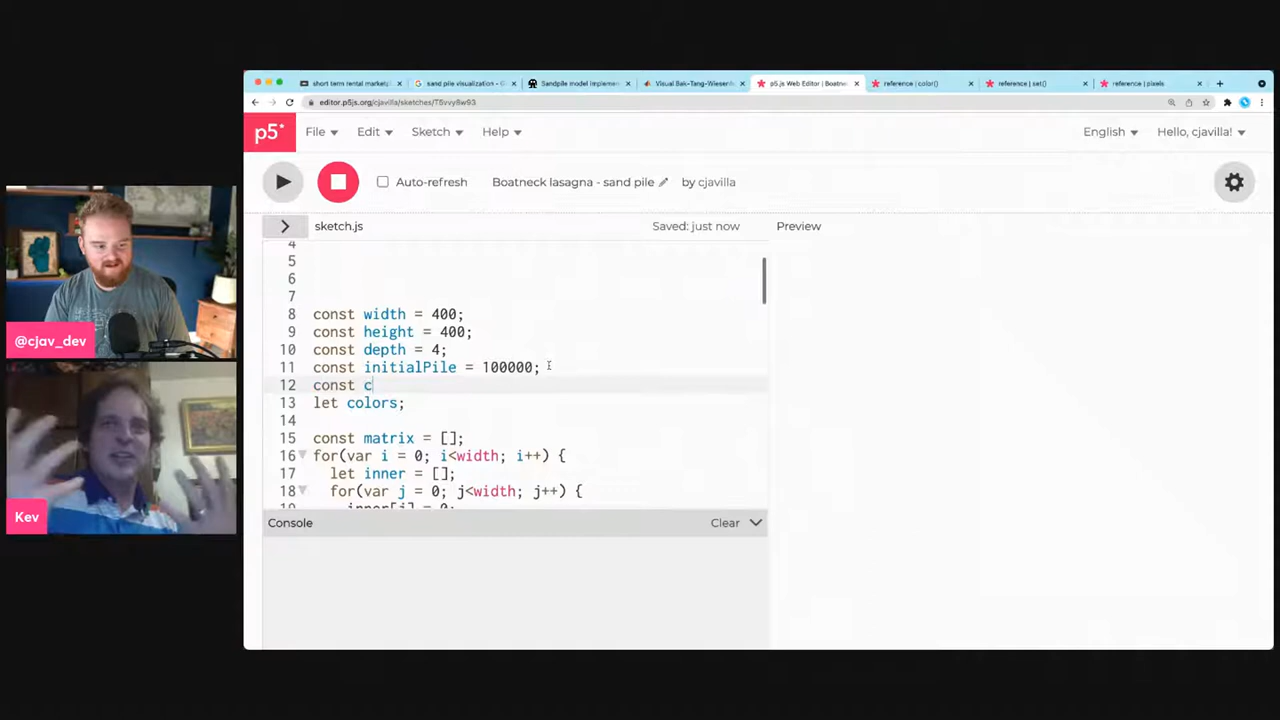 short term rental market
sand pile visualization - G
Sandpile model Implemen
Visual Bak-Tang-Wiesenf
p5.js Web Editor | Boatne
reference | color()
reference | set()
reference | pixels
editor.p5js.org/cjavilla/sketches/T5vvy8w93
p5* File Edit Sketch Help English Hello, cjavilla!
Auto-refresh Boatneck lasagna - sand pile by cjavilla
sketch.js Saved: just now Preview
4
5
6
7
8 const width = 400;
9 const height = 400;
10 const depth = 4;
11 const initialPile = 100000;
12 const c
13 let colors;
14
15 const matrix = [];
16 for(var i = 0; i<width; i++) {
17 let inner = [];
18 for(var j = 0; j<width; j++) {
19 inner[j] = 0;
Console Clear
@cjav_dev
Kev